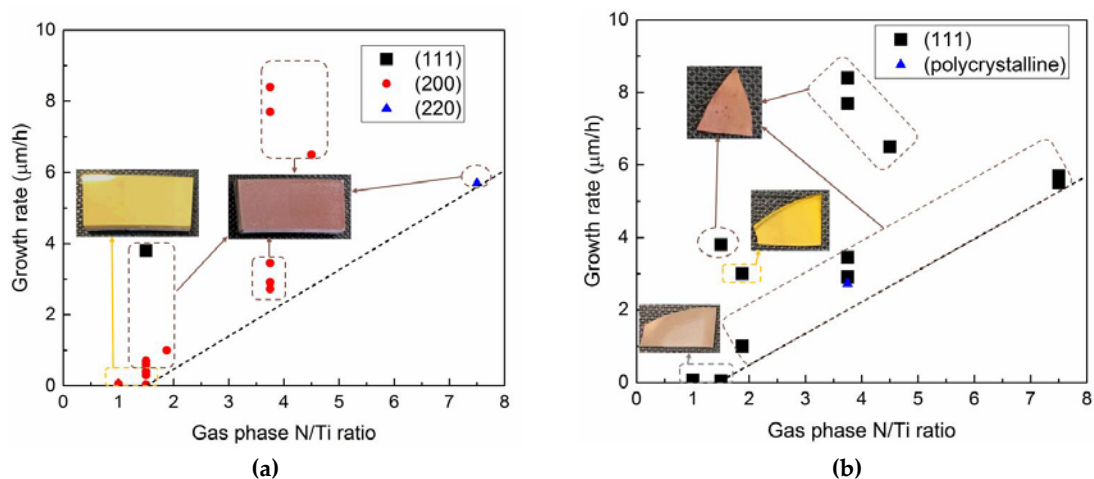 10
8
6
4
2
0
Growth rate (μm/h)
(111)
(200)
(220)
0 1 2 3 4 5 6 7 8
Gas phase N/Ti ratio
(a)
10
8
6
4
2
0
Growth rate (μm/h)
(111)
(polycrystalline)
0 1 2 3 4 5 6 7 8
Gas phase N/Ti ratio
(b)